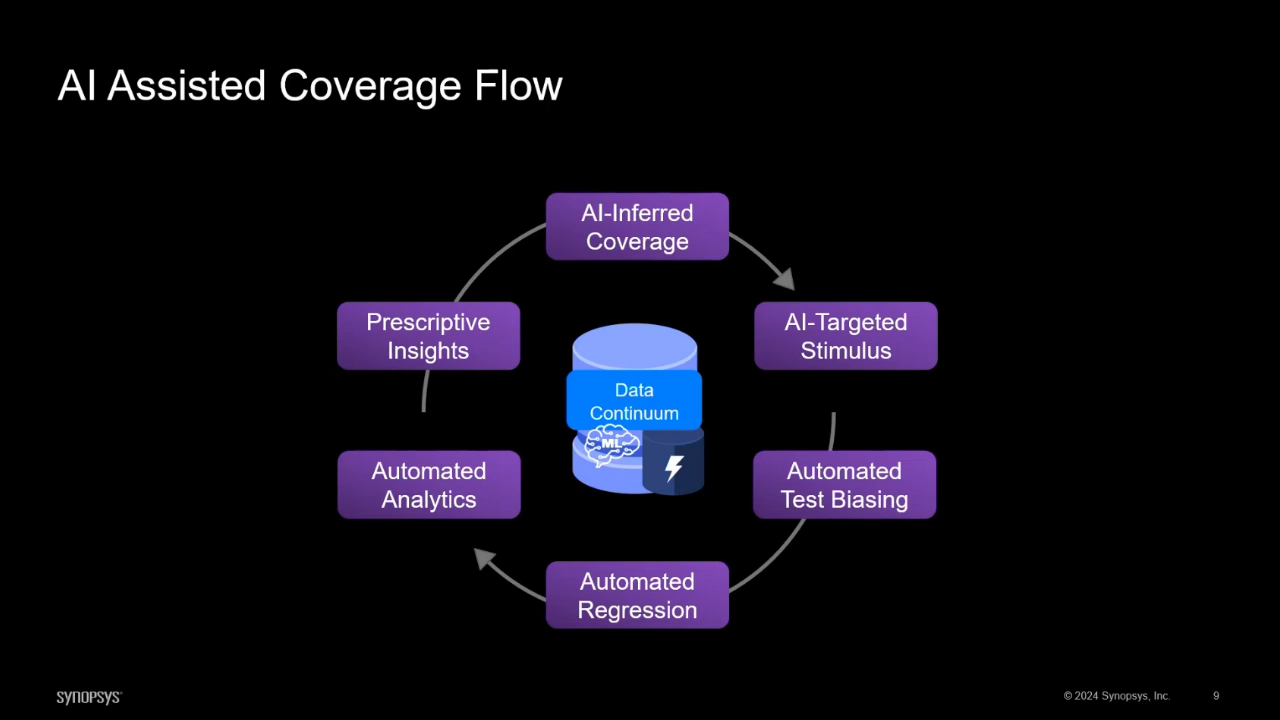 AI Assisted Coverage Flow
AI-Inferred
Coverage
Prescriptive
Insights
AI-Targeted
Stimulus
Data
Continuum
ML
Automated
Analytics
Automated
Test Biasing
Automated
Regression
SYNOPSYS®
© 2024 Synopsys, Inc.
9